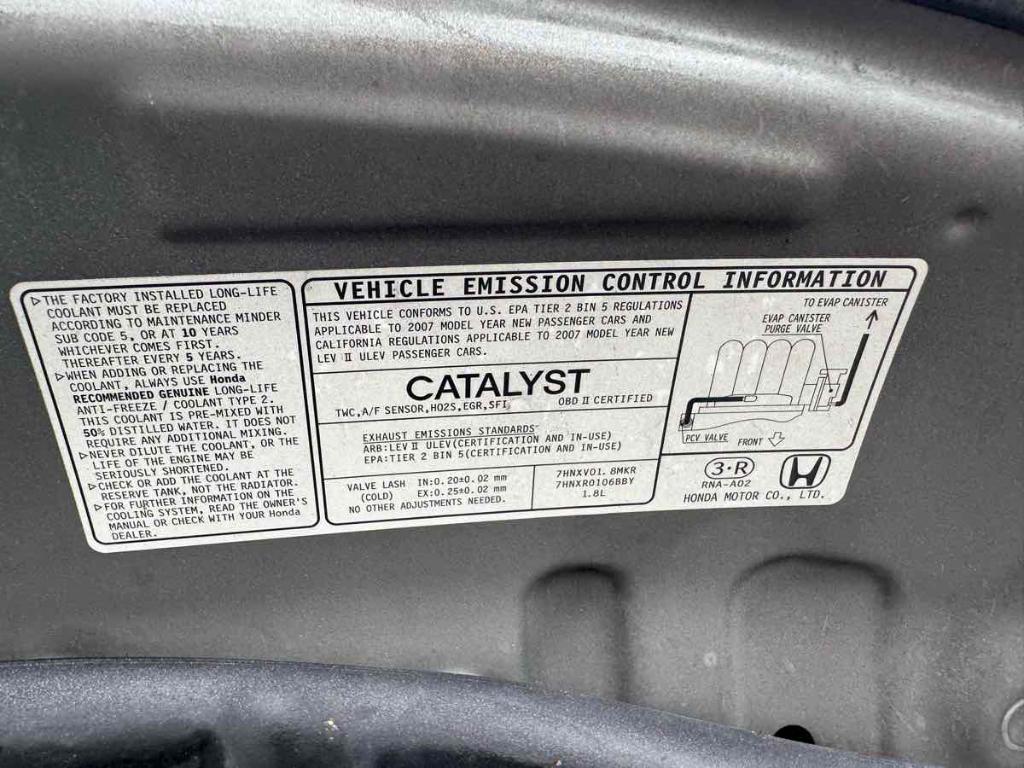 ▷THE FACTORY INSTALLED LONG-LIFE
COOLANT MUST BE REPLACED
ACCORDING TO MAINTENANCE MINDER
SUB CODE 5, OR AT 10 YEARS
WHICHEVER COMES FIRST.
THEREAFTER EVERY 5 YEARS.
▷WHEN ADDING OR REPLACING THE
COOLANT, ALWAYS USE Honda
RECOMMENDED GENUINE LONG-LIFE
ANTI-FREEZE / COOLANT TYPE 2.
THIS COOLANT IS PRE-MIXED WITH
50% DISTILLED WATER. IT DOES NOT
REQUIRE ANY ADDITIONAL MIXING.
▷NEVER DILUTE THE COOLANT, OR THE
LIFE OF THE ENGINE MAY BE
SERIOUSLY SHORTENED.
▷CHECK OR ADD THE COOLANT AT THE
RESERVE TANK, NOT THE RADIATOR.
▷FOR FURTHER INFORMATION ON THE
COOLING SYSTEM, READ THE OWNER'S
MANUAL OR CHECK WITH YOUR Honda
DEALER.
VEHICLE EMISSION CONTROL INFORMATION
THIS VEHICLE CONFORMS TO U.S. EPA TIER 2 BIN 5 REGULATIONS
APPLICABLE TO 2007 MODEL YEAR NEW PASSENGER CARS AND
CALIFORNIA REGULATIONS APPLICABLE TO 2007 MODEL YEAR NEW
LEV II ULEV PASSENGER CARS.
CATALYST
TWC,A/F SENSOR,HO2S,EGR,SFI OBD II CERTIFIED
EXHAUST EMISSIONS STANDARDS
ARB:LEV II ULEV(CERTIFICATION AND IN-USE)
EPA:TIER 2 BIN 5(CERTIFICATION AND IN-USE)
VALVE LASH IN:0.20±0.02 mm
(COLD) EX:0.25±0.02 mm
NO OTHER ADJUSTMENTS NEEDED.
7HNXV01.8MKR
7HNXR0106BBY
1.8L
TO EVAP CANISTER
EVAP CANISTER
PURGE VALVE
PCV VALVE FRONT
3·R
RNA-A02
HONDA MOTOR CO., LTD.